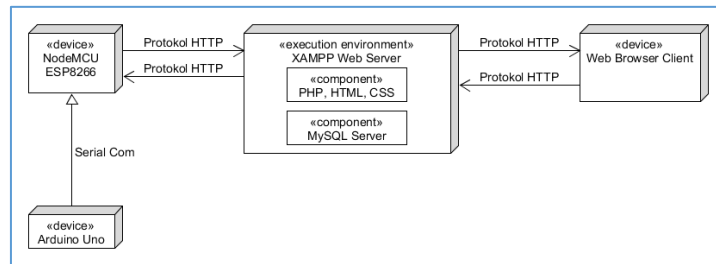 «device»
NodeMCU
ESP8266
Protokol HTTP
Protokol HTTP
«execution environment»
XAMPP Web Server
«component»
PHP, HTML, CSS
«component»
MySQL Server
Protokol HTTP
Protokol HTTP
«device»
Web Browser Client
Serial Com
«device»
Arduino Uno